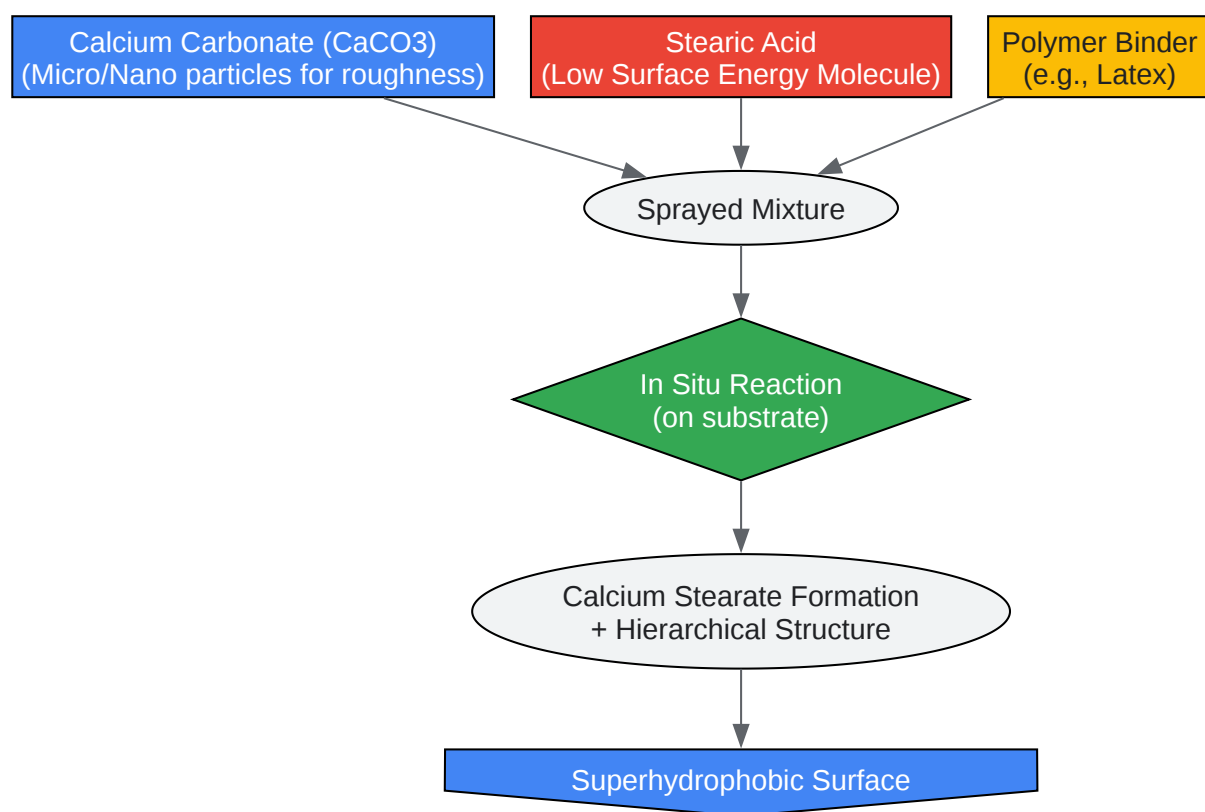 Calcium Carbonate (CaCO3)
(Micro/Nano particles for roughness)
Stearic Acid
(Low Surface Energy Molecule)
Polymer Binder
(e.g., Latex)
Sprayed Mixture
In Situ Reaction
(on substrate)
Calcium Stearate Formation
+ Hierarchical Structure
Superhydrophobic Surface